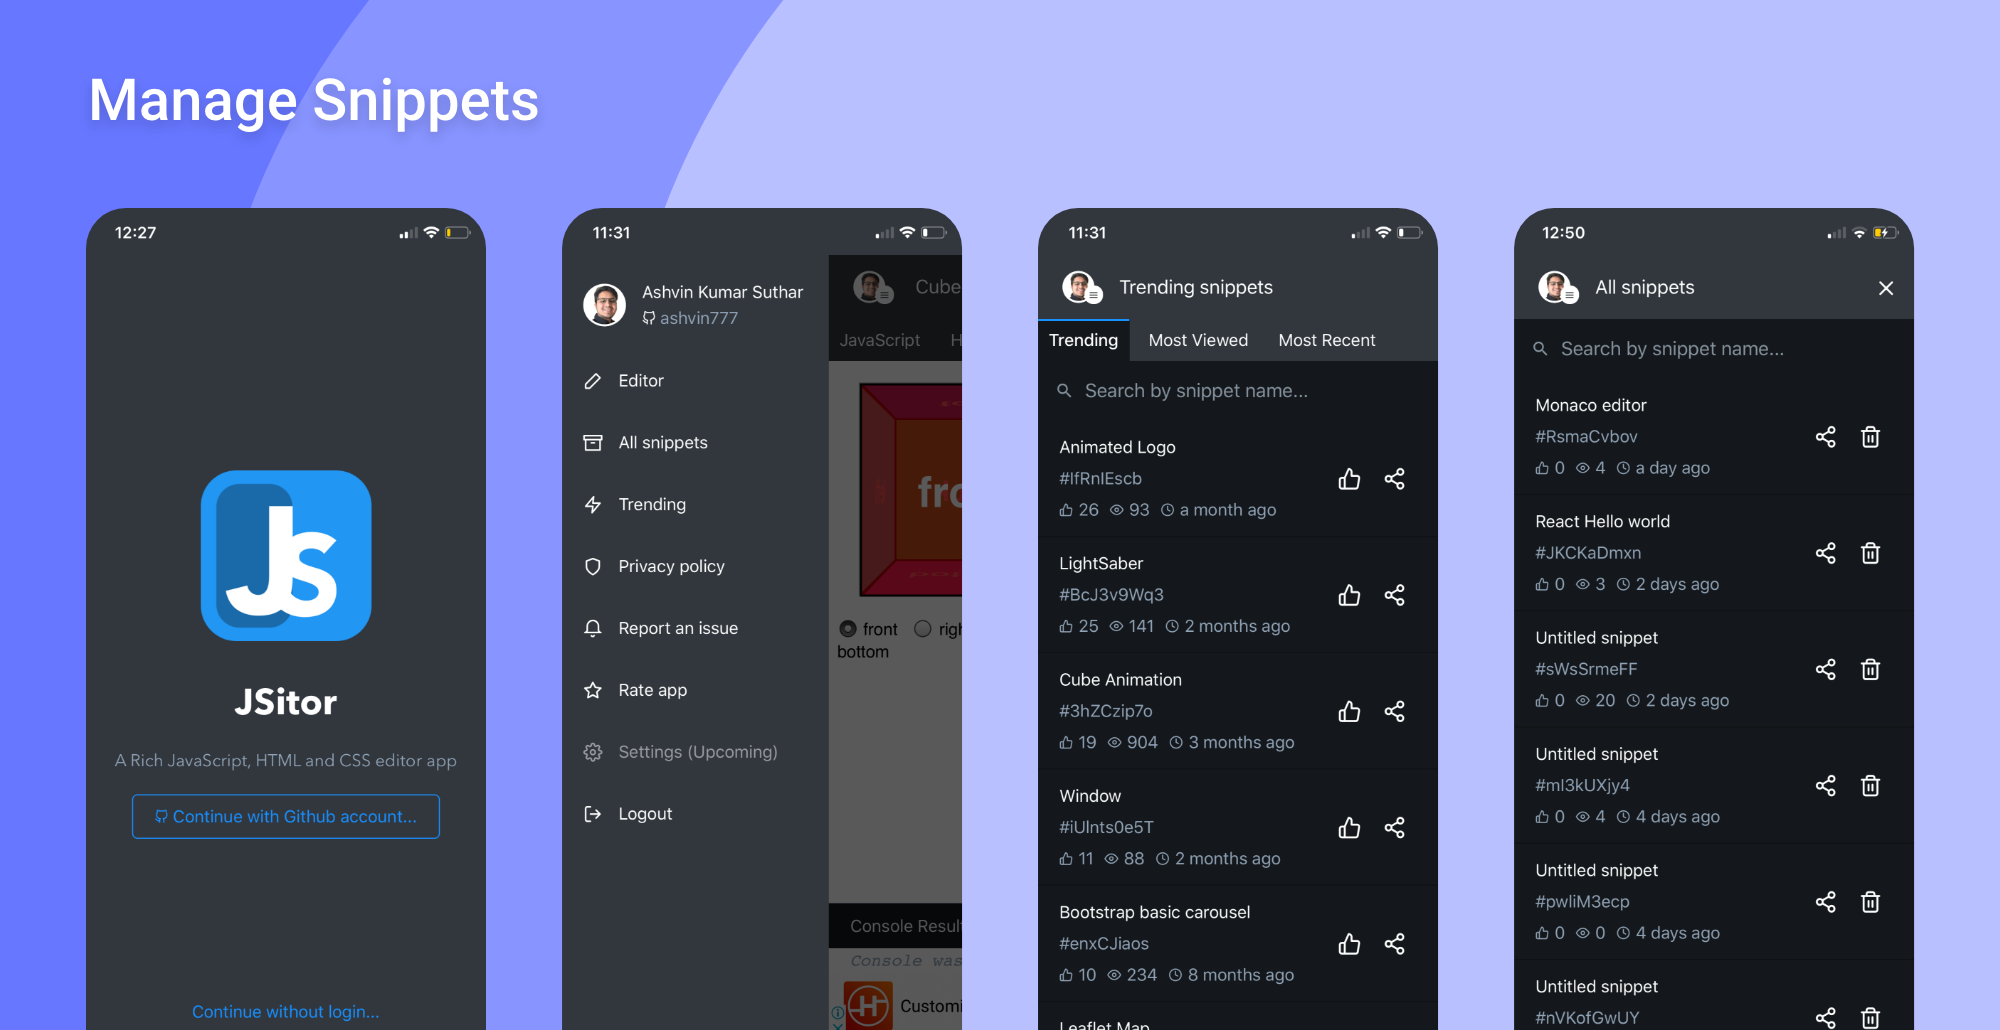 Manage Snippets
12:27
JS
JSitor
A Rich JavaScript, HTML and CSS editor app
Continue with Github account...
Continue without login...
11:31
Ashvin Kumar Suthar
ashvin777
Editor
All snippets
Trending
Privacy policy
Report an issue
Rate app
Settings (Upcoming)
Logout
Cube
JavaScript H
fro
front righ
bottom
Console Result
Console was
Customi
11:31
Trending snippets
Trending Most Viewed Most Recent
Search by snippet name...
Animated Logo
#IfRnIEscb
26 93 a month ago
LightSaber
#BcJ3v9Wq3
25 141 2 months ago
Cube Animation
#3hZCzip7o
19 904 3 months ago
Window
#iUInts0e5T
11 88 2 months ago
Bootstrap basic carousel
#enxCJiaos
10 234 8 months ago
Leaflet Map
12:50
All snippets
Search by snippet name...
Monaco editor
#RsmaCvbov
0 4 a day ago
React Hello world
#JKCKaDmxn
0 3 2 days ago
Untitled snippet
#sWsSrmeFF
0 20 2 days ago
Untitled snippet
#mI3kUXjy4
0 4 4 days ago
Untitled snippet
#pwliM3ecp
0 0 4 days ago
Untitled snippet
#nVKofGwUY